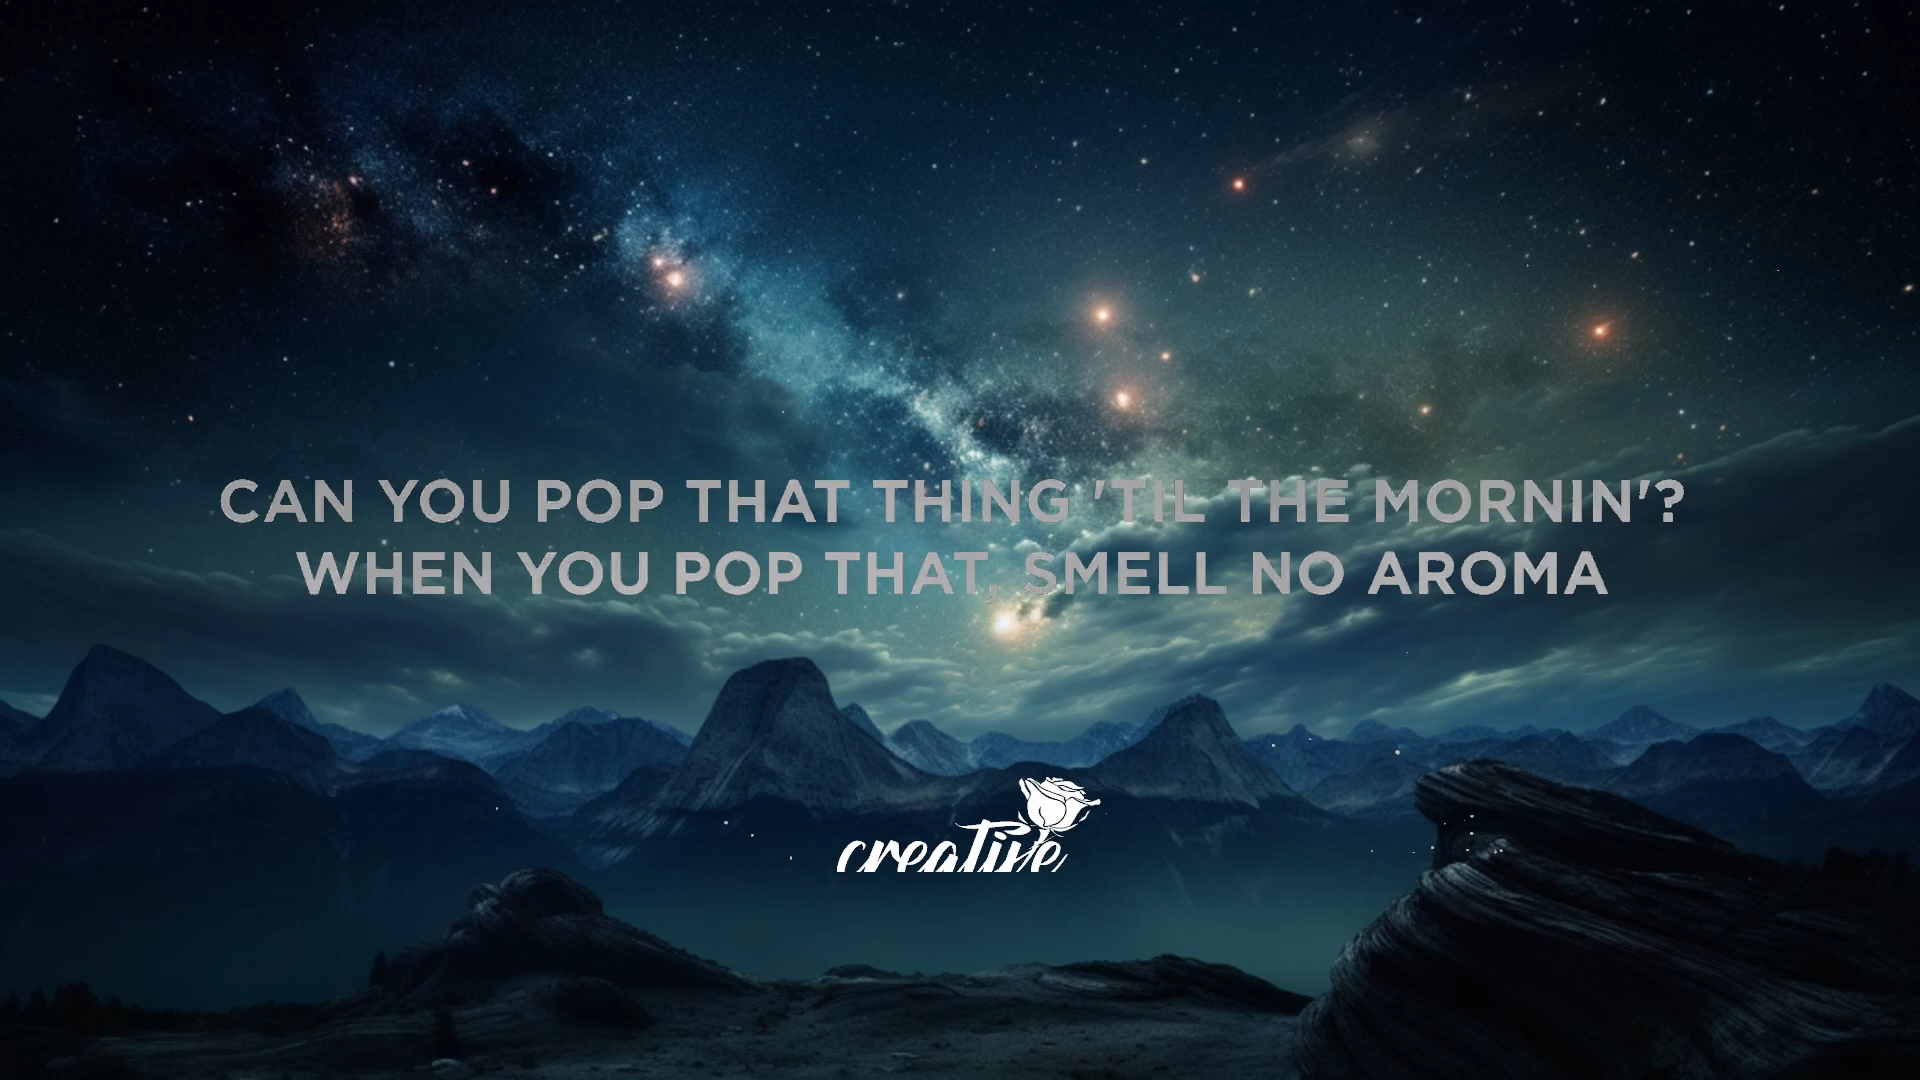 CAN YOU POP THAT THING 'TIL THE MORNIN'?
WHEN YOU POP THAT, SMELL NO AROMA
creative